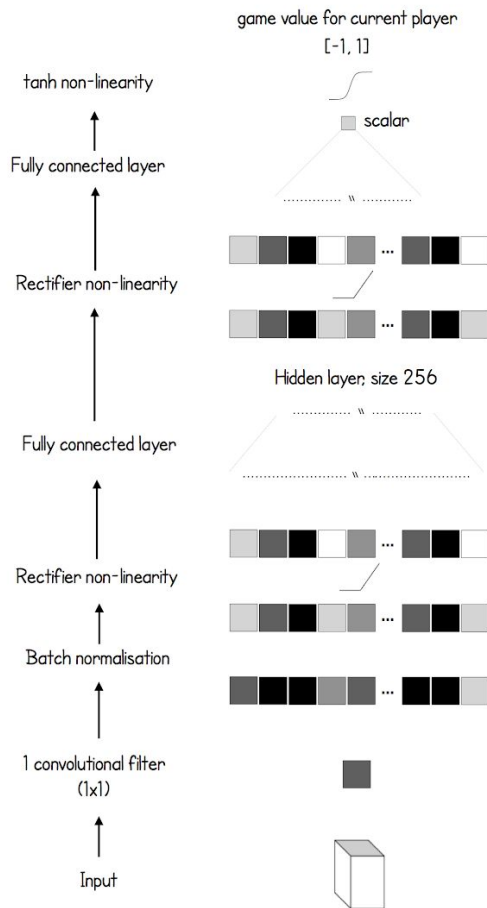 game value for current player
[-1, 1]
tanh non-linearity
scalar
Fully connected layer
Rectifier non-linearity
...
...
Hidden layer, size 256
Fully connected layer
...
Rectifier non-linearity
...
Batch normalisation
...
1 convolutional filter
(1x1)
Input